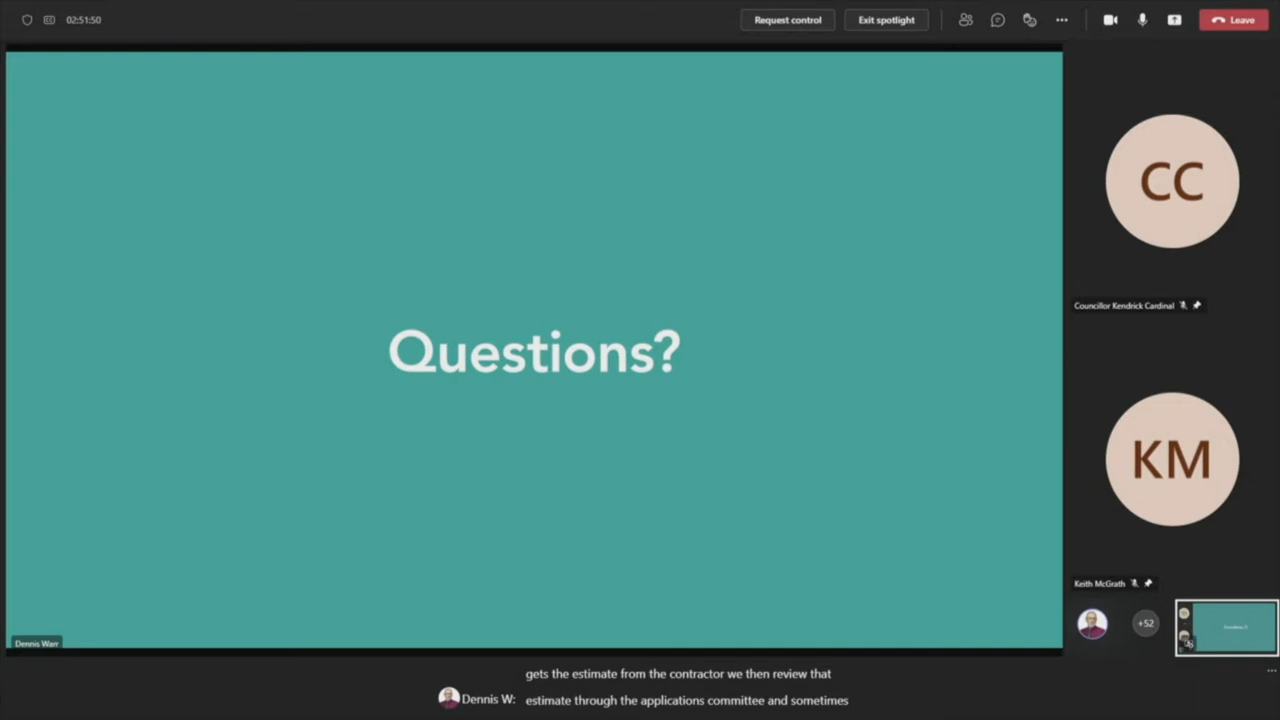 02:51:50
Request control
Exit spotlight
Leave
Questions?
CC
Councillor Kendrick Cardinal
KM
Keith McGrath
+52
Dennis Warr
gets the estimate from the contractor we then review that
Dennis W: estimate through the applications committee and sometimes